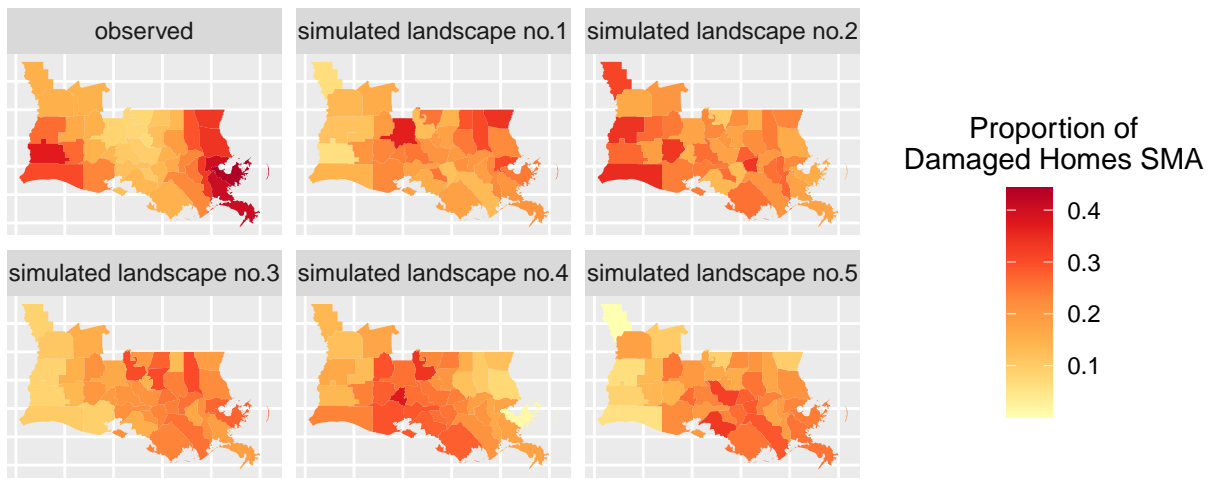 observed
simulated landscape no.1
simulated landscape no.2
simulated landscape no.3
simulated landscape no.4
simulated landscape no.5
Proportion of
Damaged Homes SMA
0.4
0.3
0.2
0.1